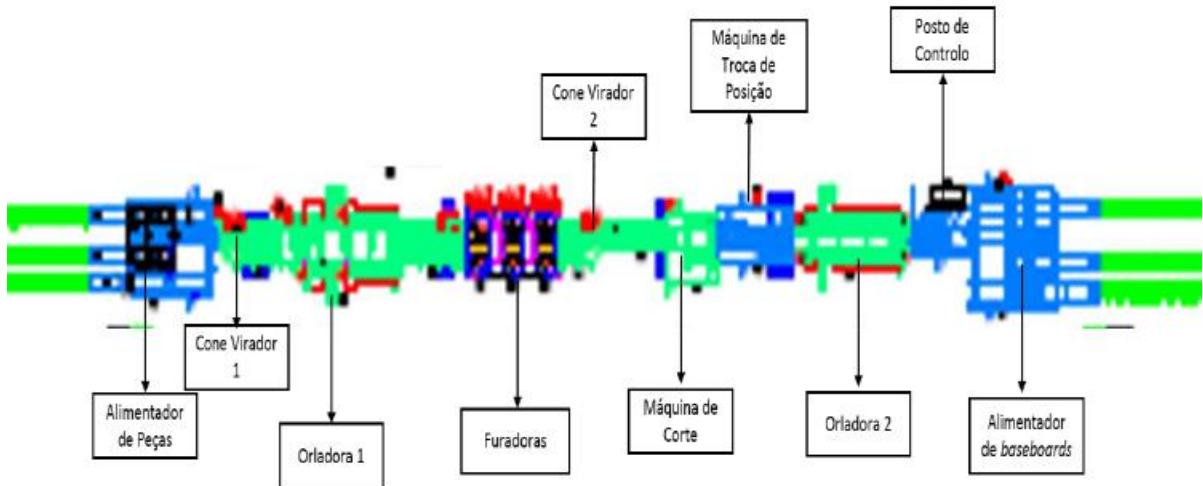 Posto de
Controlo
Máquina de
Troca de
Posição
Cone Virador
2
Cone Virador
1
Alimentador
de Peças
Orladora 1
Furadoras
Máquina de
Corte
Orladora 2
Alimentador
de baseboards